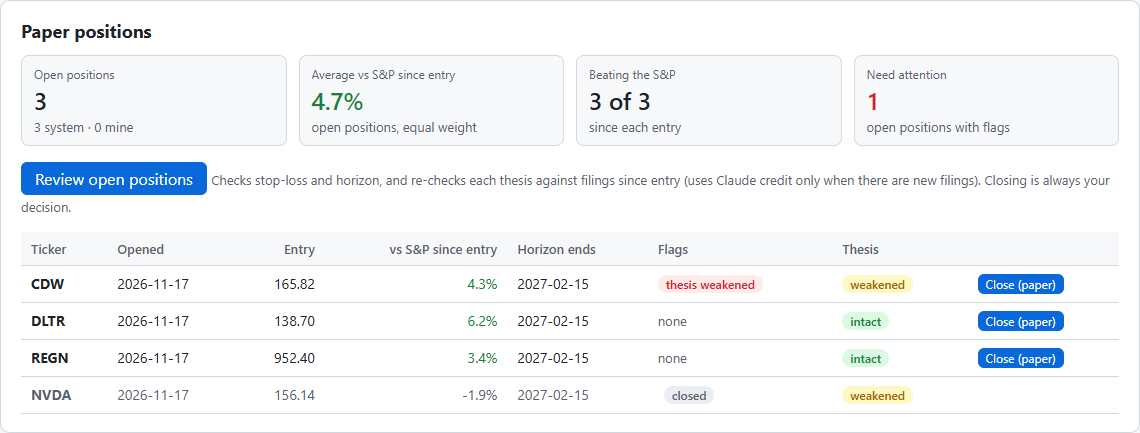 Paper positions
Open positions
3
3 system · 0 mine
Average vs S&P since entry
4.7%
open positions, equal weight
Beating the S&P
3 of 3
since each entry
Need attention
1
open positions with flags
Review open positions Checks stop-loss and horizon, and re-checks each thesis against filings since entry (uses Claude credit only when there are new filings). Closing is always your
decision.
Ticker Opened Entry vs S&P since entry Horizon ends Flags Thesis
CDW 2026-11-17 165.82 4.3% 2027-02-15 thesis weakened weakened Close (paper)
DLTR 2026-11-17 138.70 6.2% 2027-02-15 none intact Close (paper)
REGN 2026-11-17 952.40 3.4% 2027-02-15 none intact Close (paper)
NVDA 2026-11-17 156.14 -1.9% 2027-02-15 closed weakened